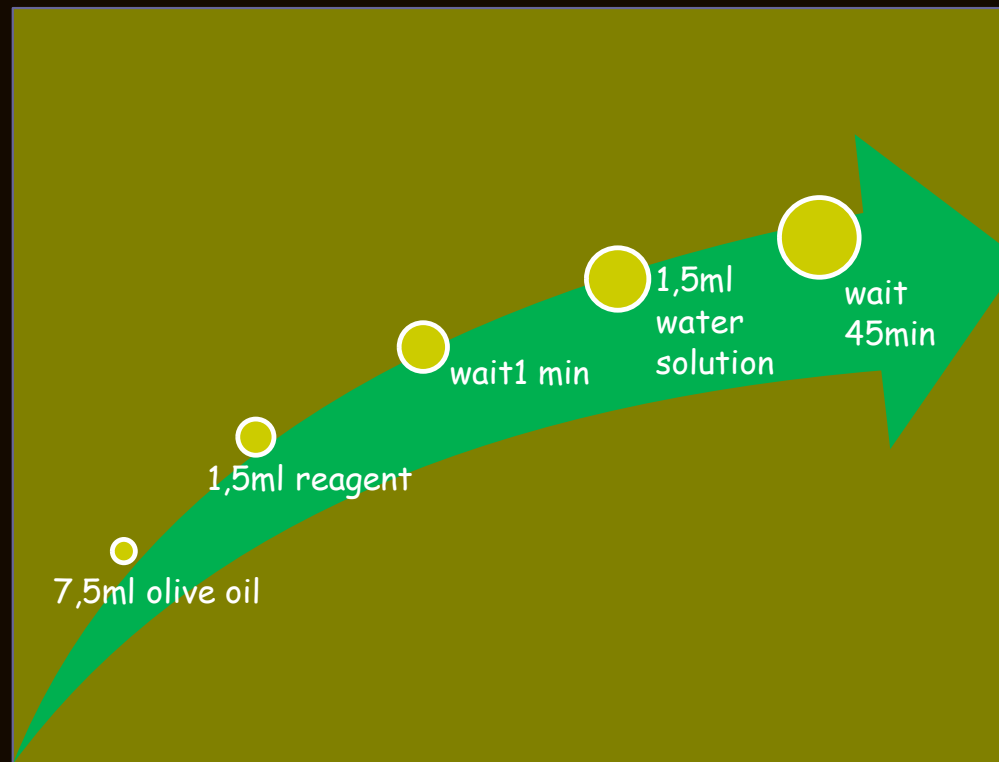 7,5ml olive oil
1,5ml reagent
wait1 min
1,5ml
water
solution
wait
45min